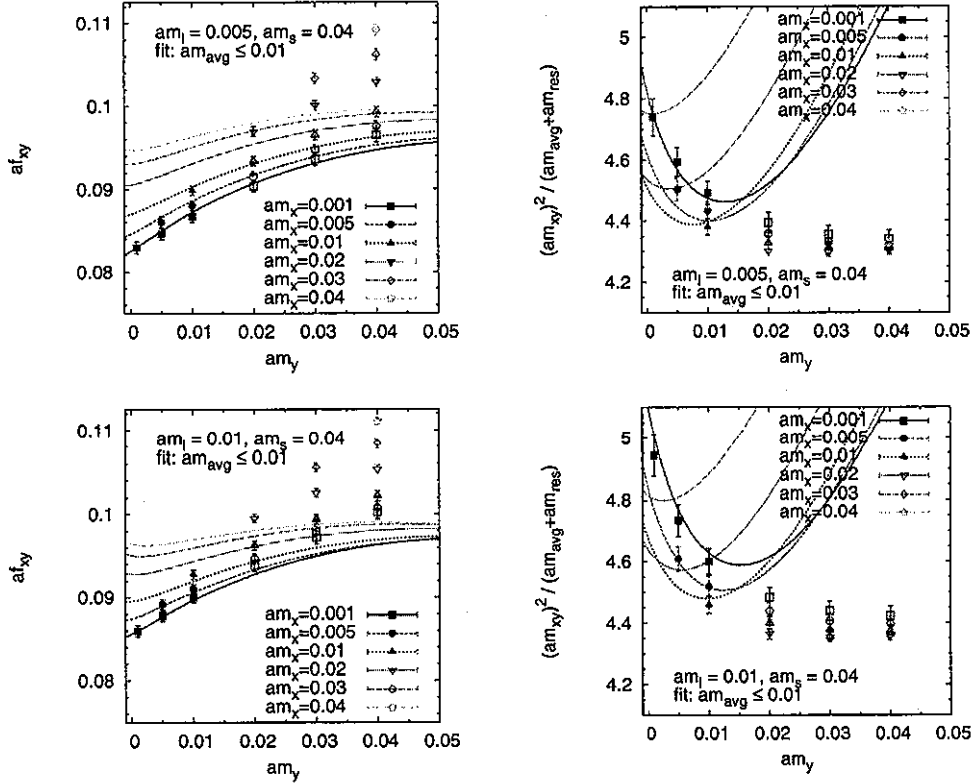 am_l = 0.005, am_s = 0.04
fit: am_avg ≤ 0.01
0.11
0.1
0.09
0.08
af_xy
am_x=0.001
am_x=0.005
am_x=0.01
am_x=0.02
am_x=0.03
am_x=0.04
0 0.01 0.02 0.03 0.04 0.05
am_y
am_x=0.001
am_x=0.005
am_x=0.01
am_x=0.02
am_x=0.03
am_x=0.04
5
4.8
4.6
4.4
4.2
(am_xy)^2 / (am_avg+am_res)
am_l = 0.005, am_s = 0.04
fit: am_avg ≤ 0.01
0 0.01 0.02 0.03 0.04 0.05
am_y
am_l = 0.01, am_s = 0.04
fit: am_avg ≤ 0.01
0.11
0.1
0.09
0.08
af_xy
am_x=0.001
am_x=0.005
am_x=0.01
am_x=0.02
am_x=0.03
am_x=0.04
0 0.01 0.02 0.03 0.04 0.05
am_y
am_x=0.001
am_x=0.005
am_x=0.01
am_x=0.02
am_x=0.03
am_x=0.04
5
4.8
4.6
4.4
4.2
(am_xy)^2 / (am_avg+am_res)
am_l = 0.01, am_s = 0.04
fit: am_avg ≤ 0.01
0 0.01 0.02 0.03 0.04 0.05
am_y